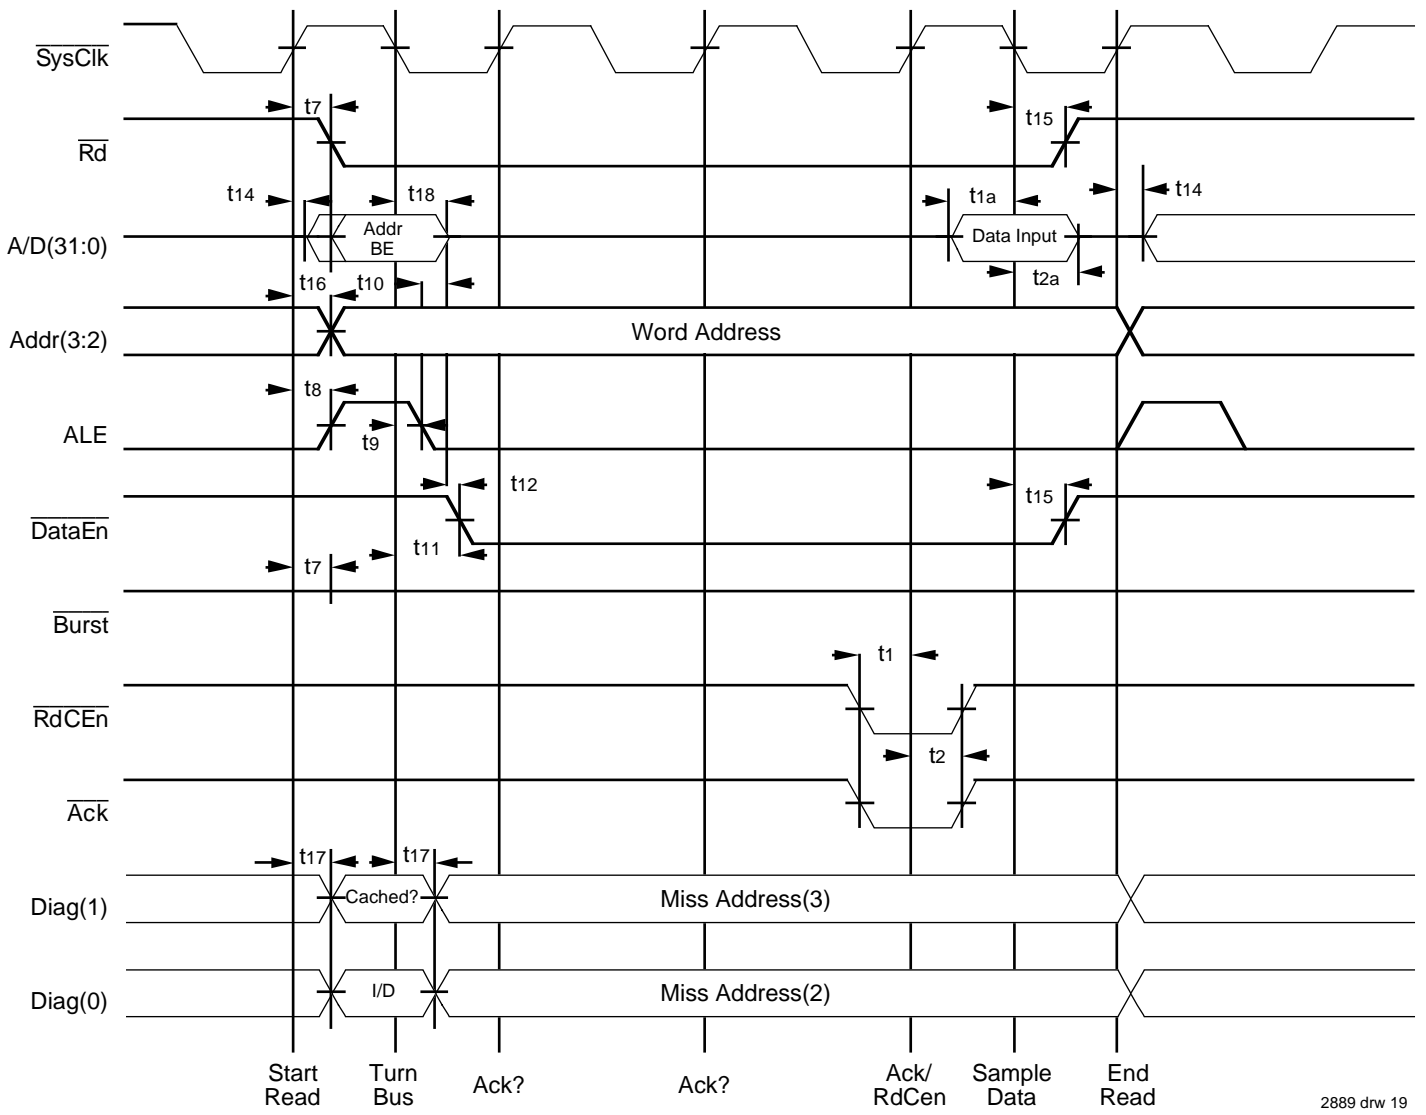 SysClk
t7
t15
Rd
t14
t18
t1a
t14
A/D(31:0)
Addr
BE
Data Input
t16
t10
t2a
Addr(3:2)
Word Address
t8
ALE
t9
t12
t15
DataEn
t11
t7
Burst
t1
RdCEn
t2
Ack
t17
t17
Diag(1)
Cached?
Miss Address(3)
Diag(0)
I/D
Miss Address(2)
Start
Read
Turn
Bus
Ack?
Ack?
Ack/
RdCen
Sample
Data
End
Read
2889 drw 19